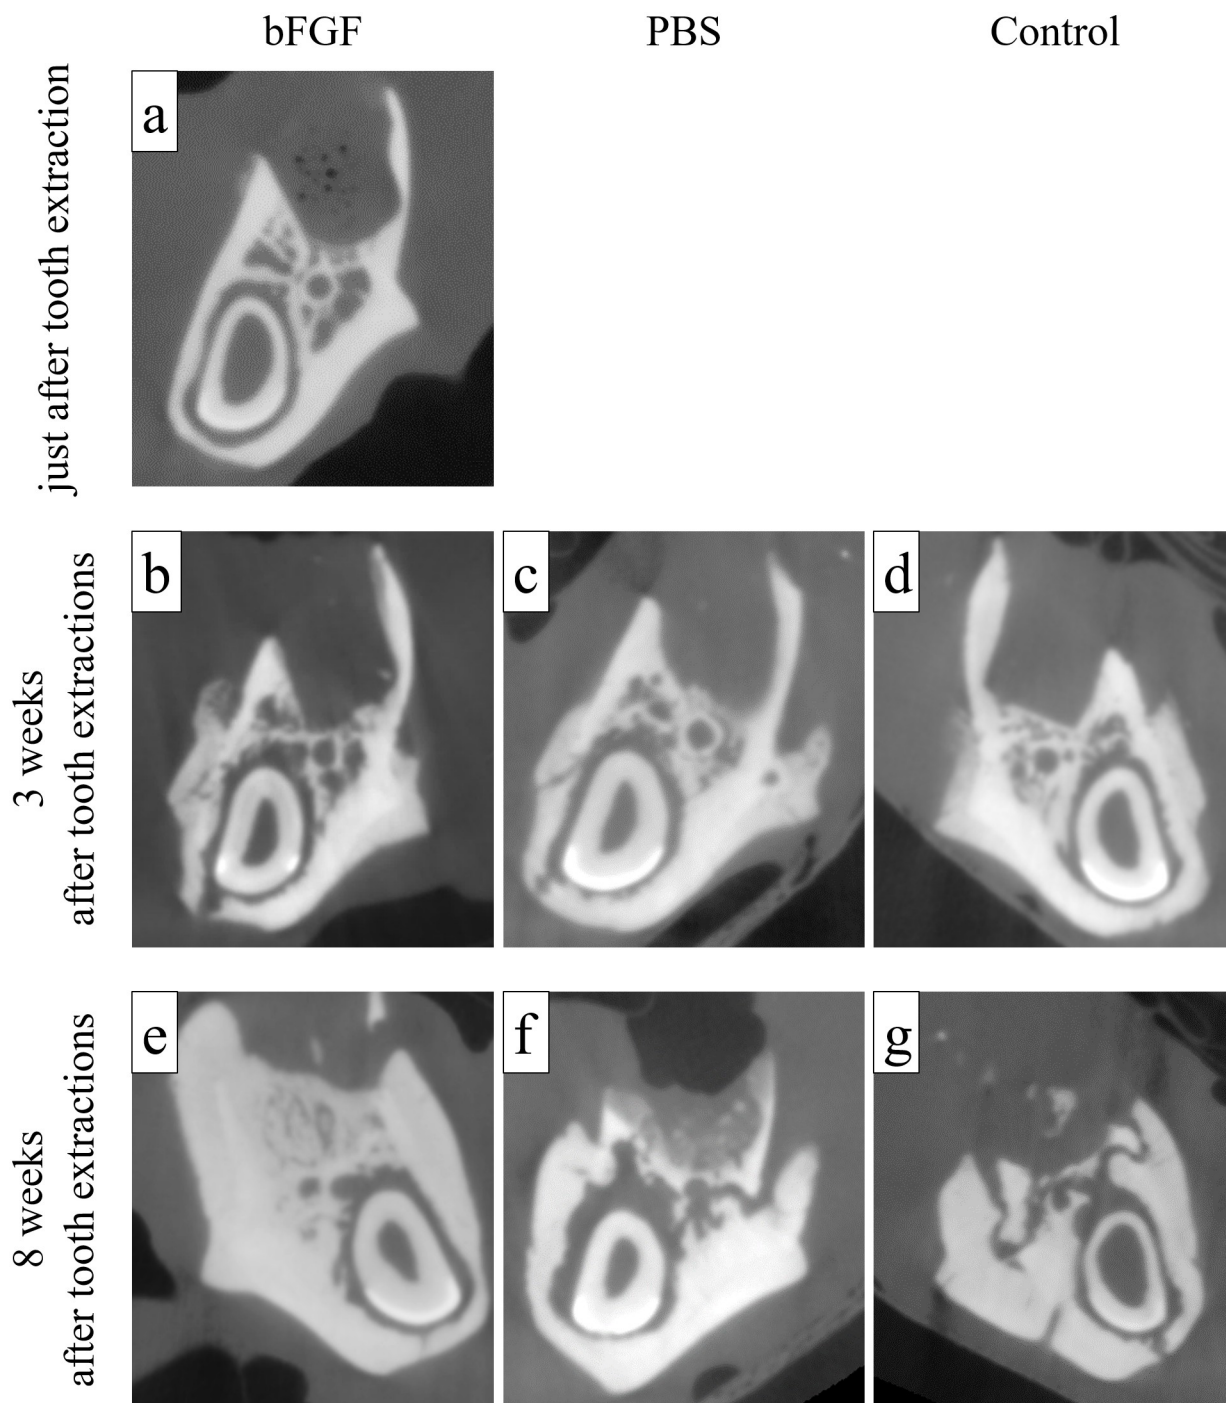 bFGF PBS Control
just after tooth extraction
a
3 weeks
after tooth extractions
b c d
8 weeks
after tooth extractions
e f g